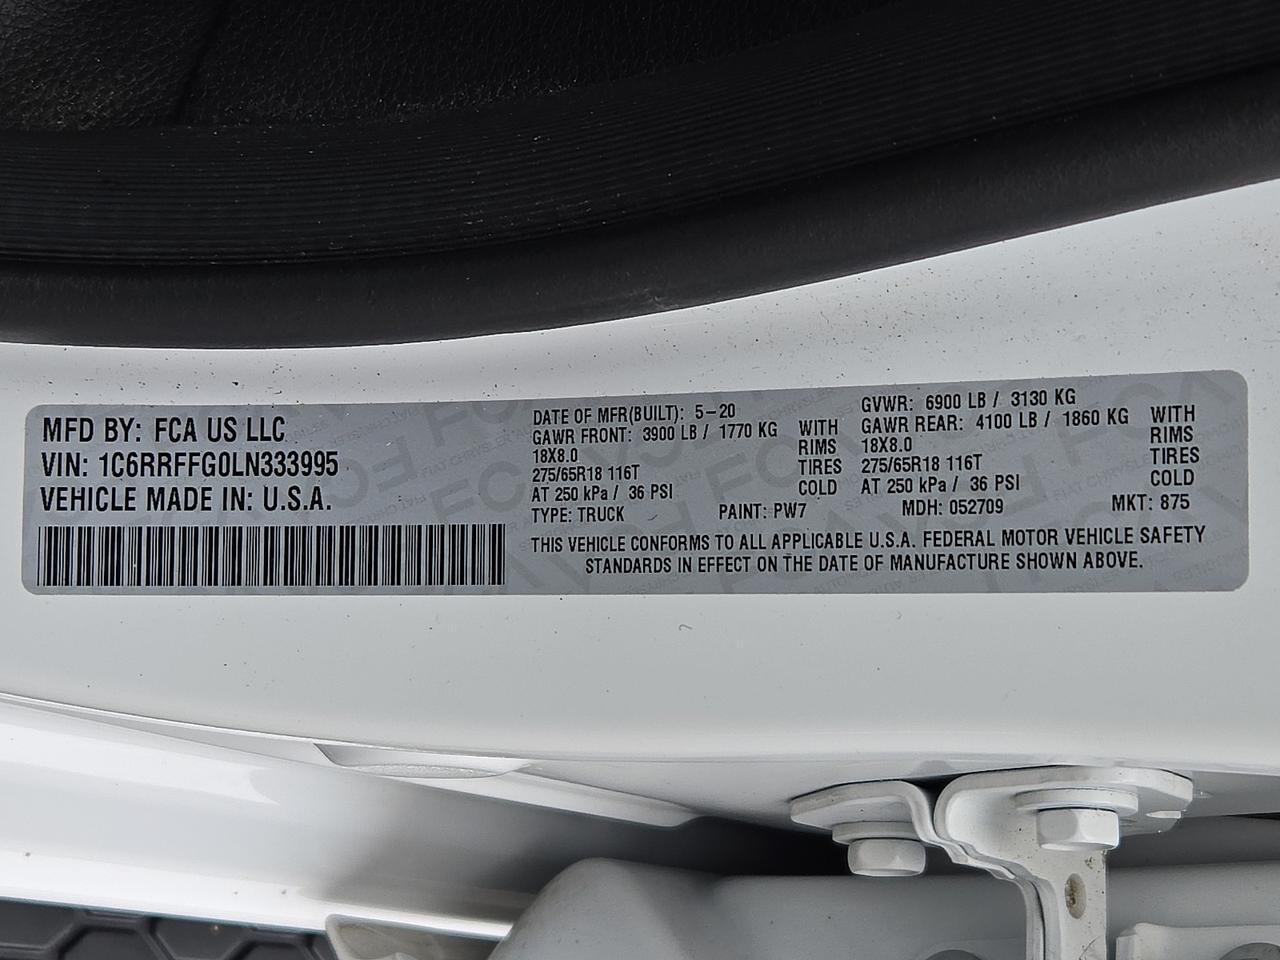 MFD BY: FCA US LLC
VIN: 1C6RRFFG0LN333995
VEHICLE MADE IN: U.S.A.
DATE OF MFR(BUILT): 5-20
GAWR FRONT: 3900 LB / 1770 KG WITH
18X8.0 RIMS
275/65R18 116T TIRES
AT 250 kPa / 36 PSI COLD
GVWR: 6900 LB / 3130 KG
GAWR REAR: 4100 LB / 1860 KG WITH
18X8.0 RIMS
275/65R18 116T TIRES
AT 250 kPa / 36 PSI COLD
TYPE: TRUCK PAINT: PW7 MDH: 052709 MKT: 875
THIS VEHICLE CONFORMS TO ALL APPLICABLE U.S.A. FEDERAL MOTOR VEHICLE SAFETY
STANDARDS IN EFFECT ON THE DATE OF MANUFACTURE SHOWN ABOVE.